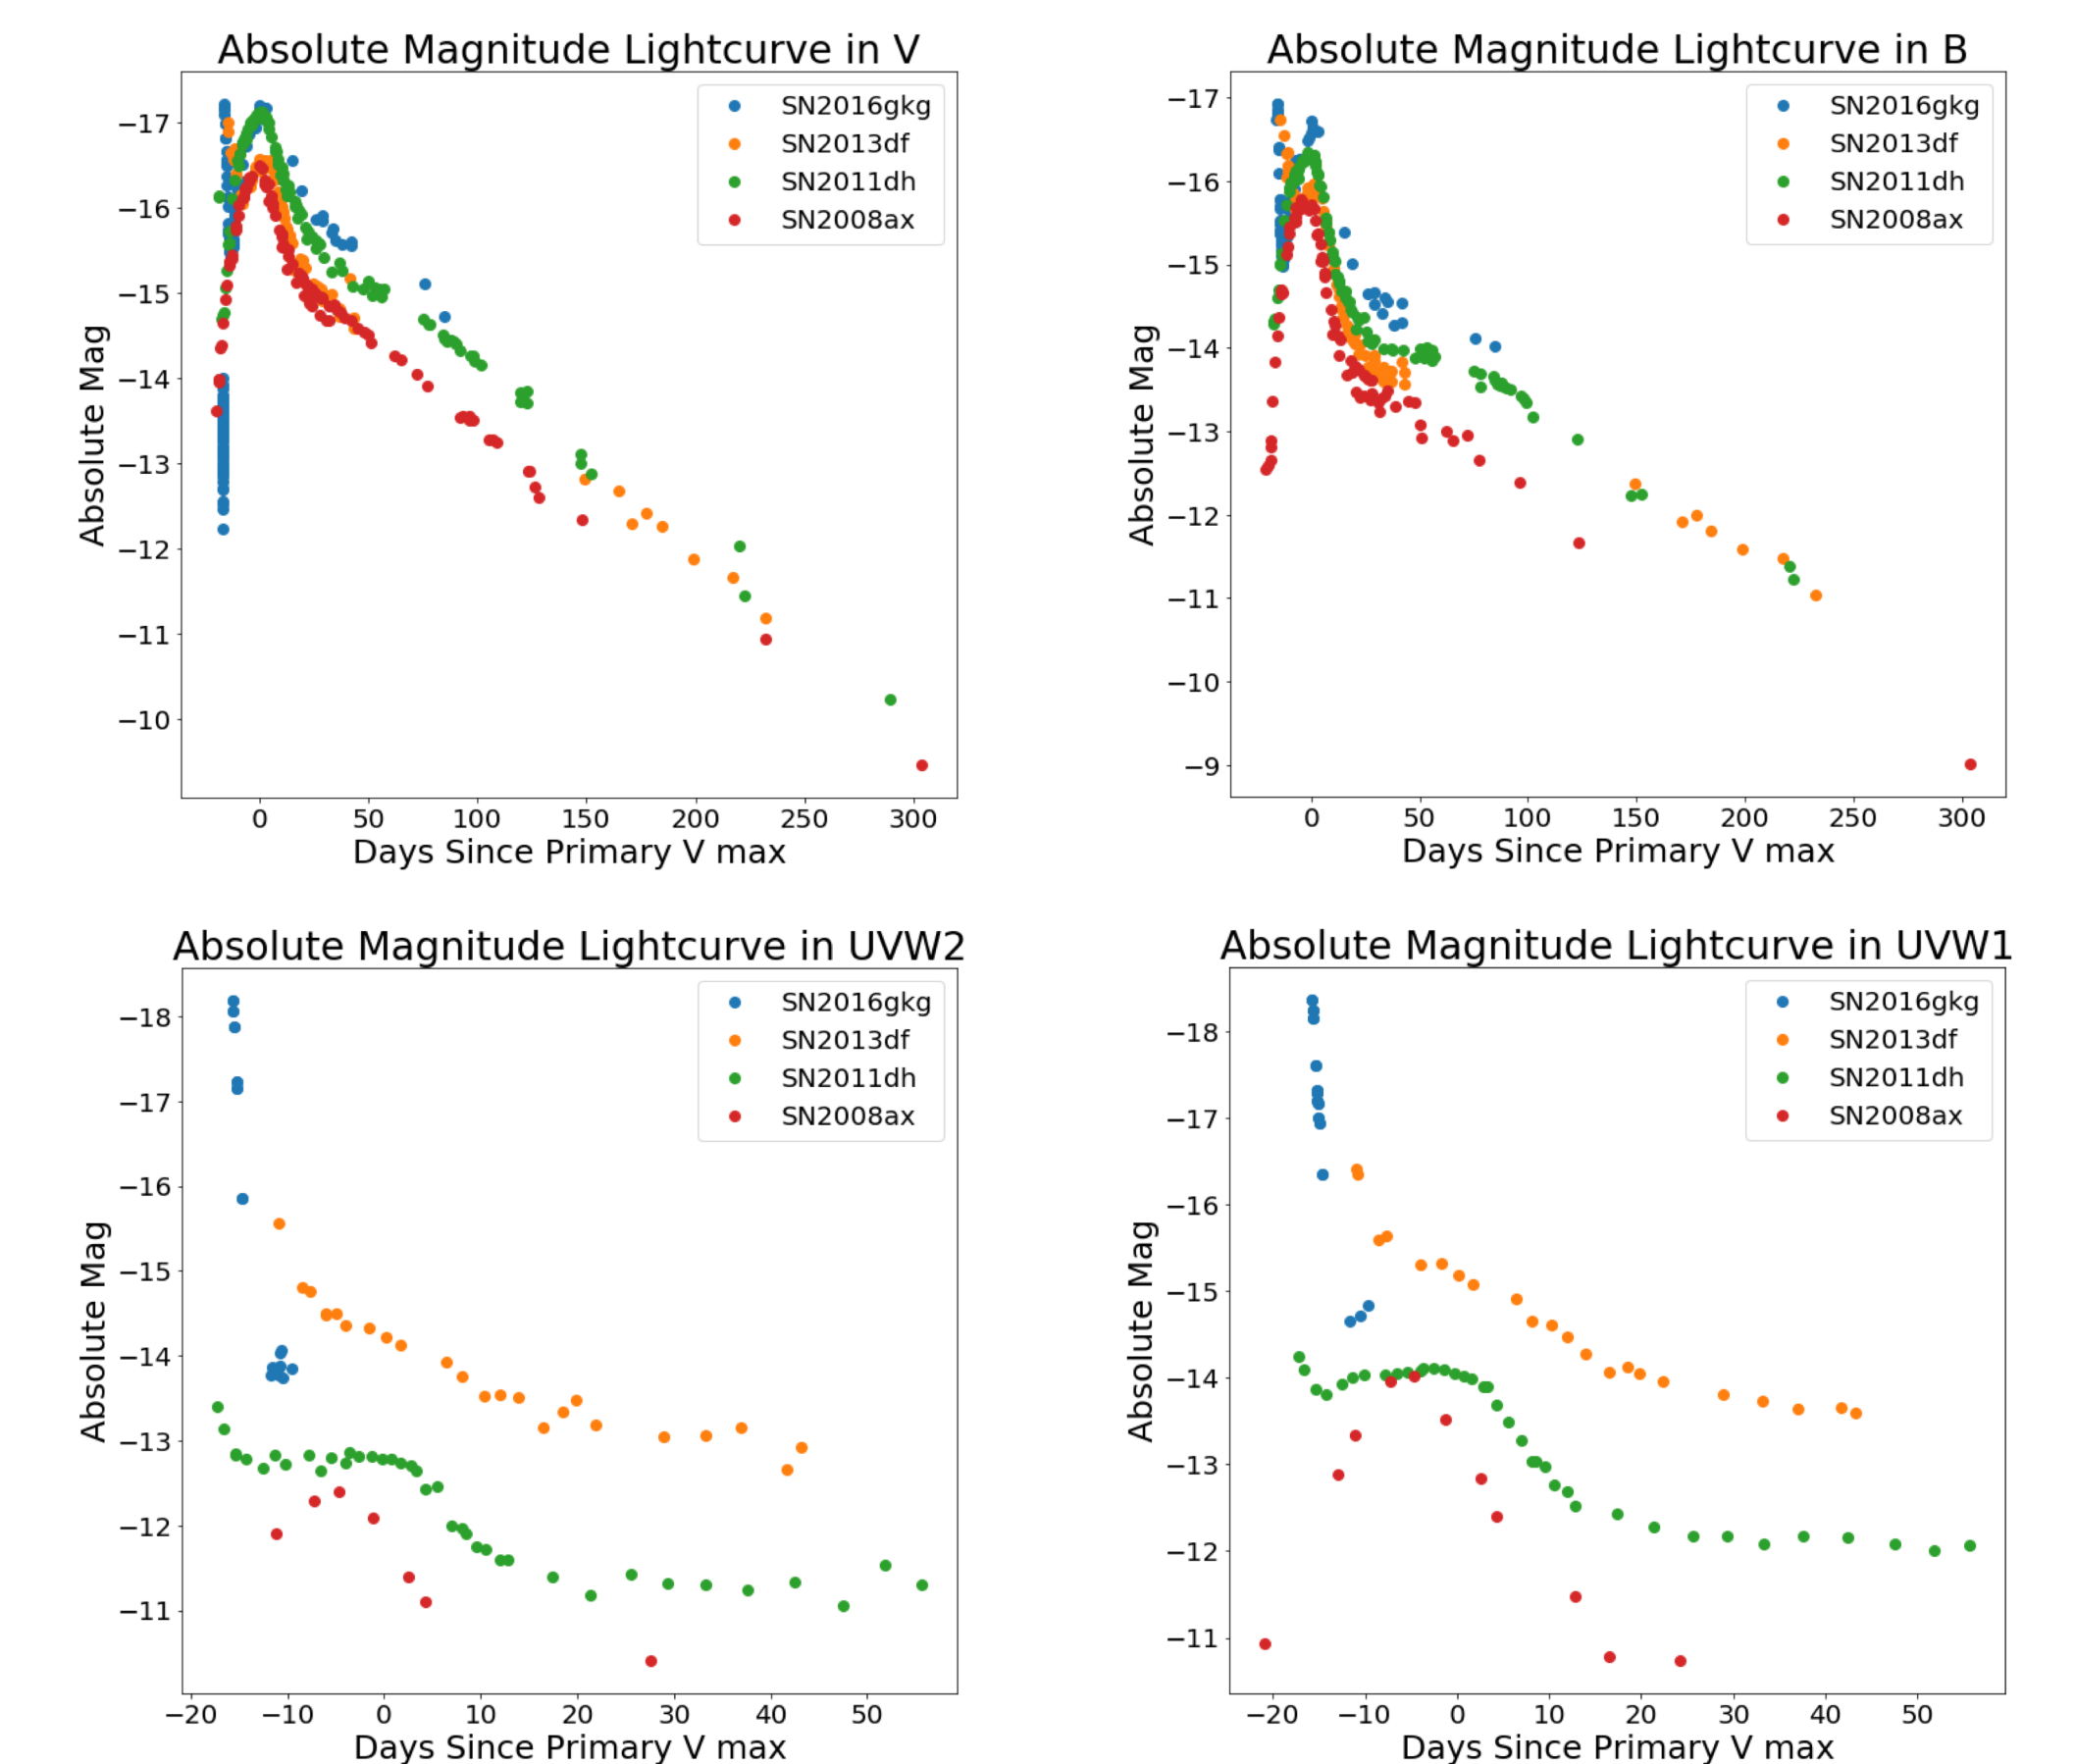 Absolute Magnitude Lightcurve in V
SN2016gkg
SN2013df
SN2011dh
SN2008ax
−17
−16
−15
−14
−13
−12
−11
−10
Absolute Mag
0 50 100 150 200 250 300
Days Since Primary V max
Absolute Magnitude Lightcurve in B
SN2016gkg
SN2013df
SN2011dh
SN2008ax
−17
−16
−15
−14
−13
−12
−11
−10
−9
Absolute Mag
0 50 100 150 200 250 300
Days Since Primary V max
Absolute Magnitude Lightcurve in UVW2
SN2016gkg
SN2013df
SN2011dh
SN2008ax
−18
−17
−16
−15
−14
−13
−12
−11
Absolute Mag
−20 −10 0 10 20 30 40 50
Days Since Primary V max
Absolute Magnitude Lightcurve in UVW1
SN2016gkg
SN2013df
SN2011dh
SN2008ax
−18
−17
−16
−15
−14
−13
−12
−11
Absolute Mag
−20 −10 0 10 20 30 40 50
Days Since Primary V max